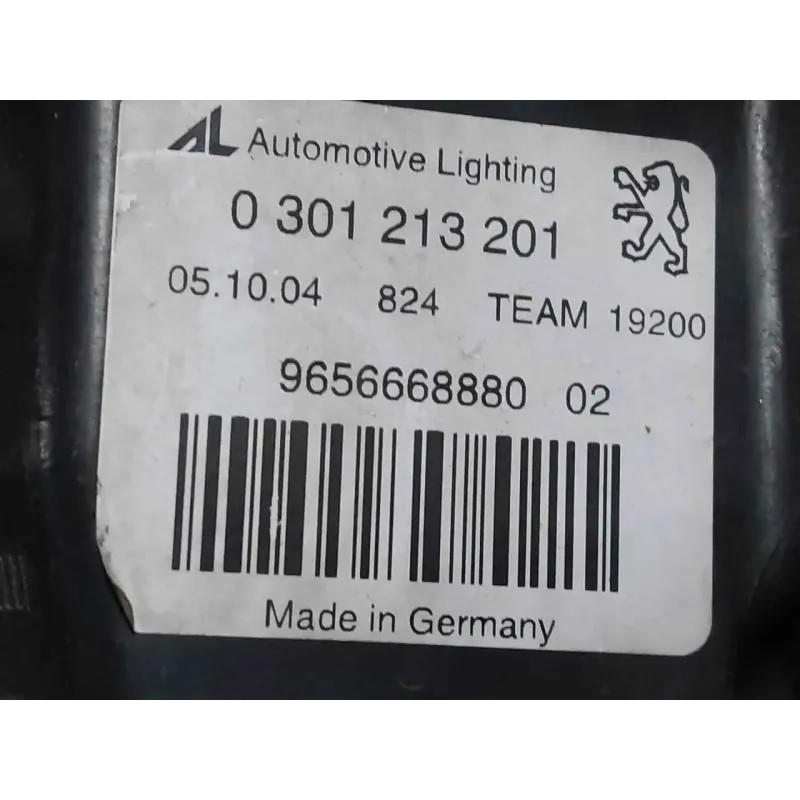 AL Automotive Lighting
0 301 213 201
05.10.04 824 TEAM 19200
9656668880 02
Made in Germany